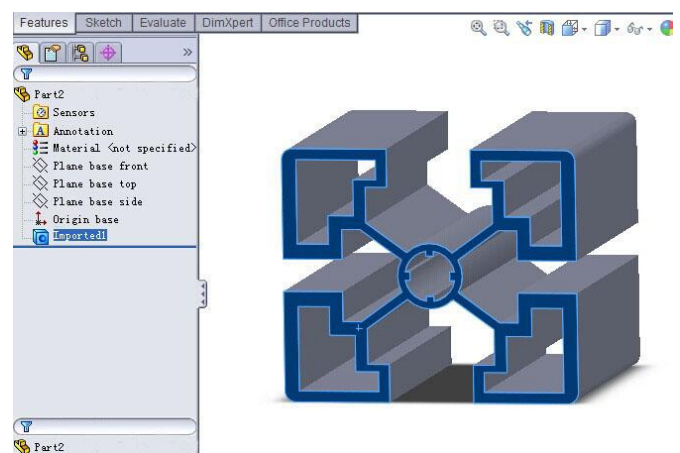 Features Sketch Evaluate DimXpert Office Products
Part2
Sensors
Annotation
Material <not specified>
Plane base front
Plane base top
Plane base side
Origin base
Imported1
Part2